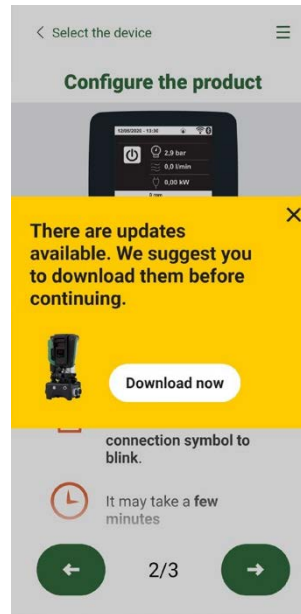 Select the device
Configure the product
12/08/2020 - 13:36
2,9 bar
0,0 l/min
0,00 kW
There are updates
available. We suggest you
to download them before
continuing.
Download now
connection symbol to
blink.
It may take a few
minutes
2/3